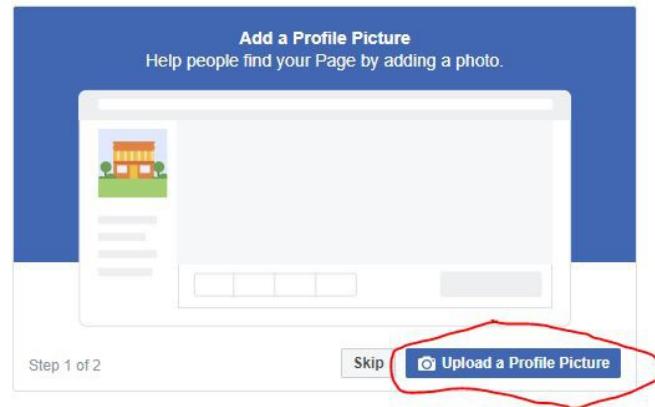 Add a Profile Picture
Help people find your Page by adding a photo.
Step 1 of 2
Skip
Upload a Profile Picture